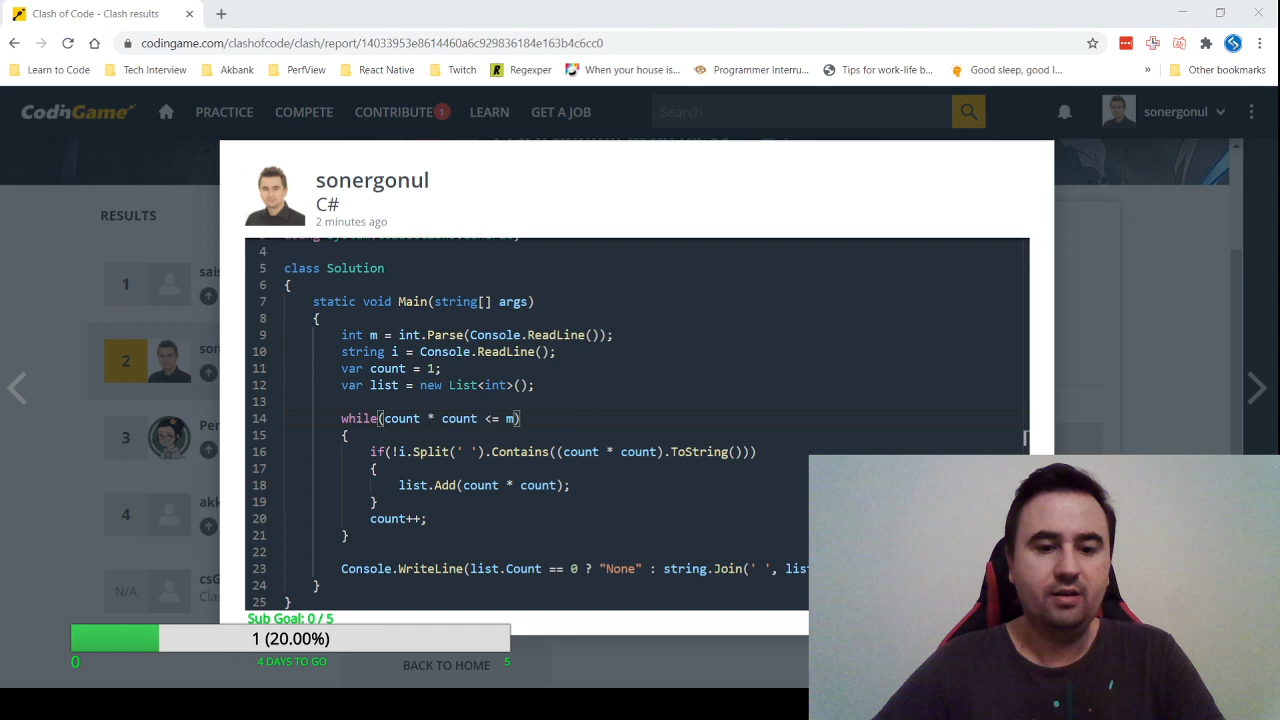 Clash of Code - Clash results
codingame.com/clashofcode/clash/report/14033953e8f14460a6c929836184e163b4c6cc0
Learn to Code Tech Interview Akbank PerfView React Native Twitch Regexper When your house is... Programmer Interru... Tips for work-life b... Good sleep, good l... » Other bookmarks
CodinGame PRACTICE COMPETE CONTRIBUTE 1 LEARN GET A JOB Search sonergonul
RESULTS
1 sais
2 son
3 Per
4 akk
N/A csG
Clas
sonergonul
C#
2 minutes ago
4
5 class Solution
6 {
7 static void Main(string[] args)
8 {
9 int m = int.Parse(Console.ReadLine());
10 string i = Console.ReadLine();
11 var count = 1;
12 var list = new List<int>();
13
14 while(count * count <= m)
15 {
16 if(!i.Split(' ').Contains((count * count).ToString()))
17 {
18 list.Add(count * count);
19 }
20 count++;
21 }
22
23 Console.WriteLine(list.Count == 0 ? "None" : string.Join(' ', list
24 }
25 }
Sub Goal: 0 / 5
1 (20.00%)
0 4 DAYS TO GO 5
BACK TO HOME